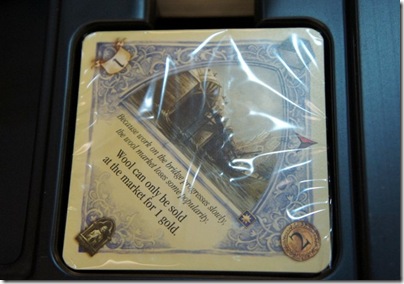 1
Because work on the bridge progresses slowly,
the wool market loses some popularity.
Wool can only be sold
at the market for 1 gold.
2